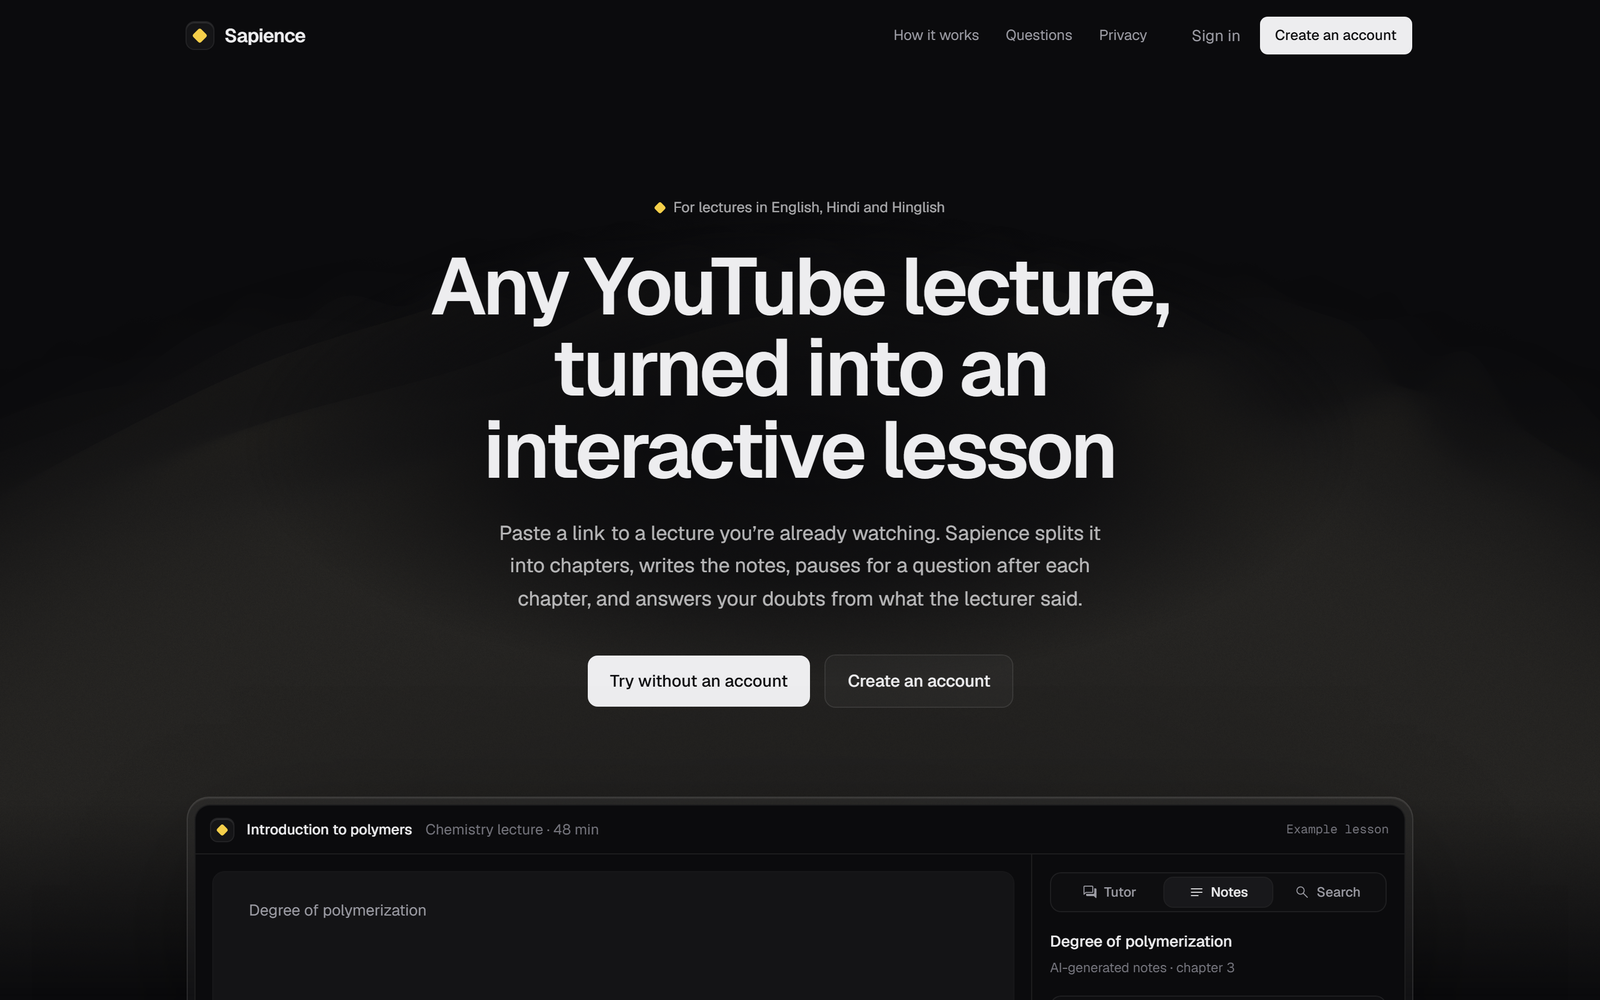 Sapience
How it works
Questions
Privacy
Sign in
Create an account
For lectures in English, Hindi and Hinglish
Any YouTube lecture,
turned into an
interactive lesson
Paste a link to a lecture you’re already watching. Sapience splits it
into chapters, writes the notes, pauses for a question after each
chapter, and answers your doubts from what the lecturer said.
Try without an account
Create an account
Introduction to polymers
Chemistry lecture · 48 min
Example lesson
Degree of polymerization
Tutor
Notes
Search
Degree of polymerization
AI-generated notes · chapter 3